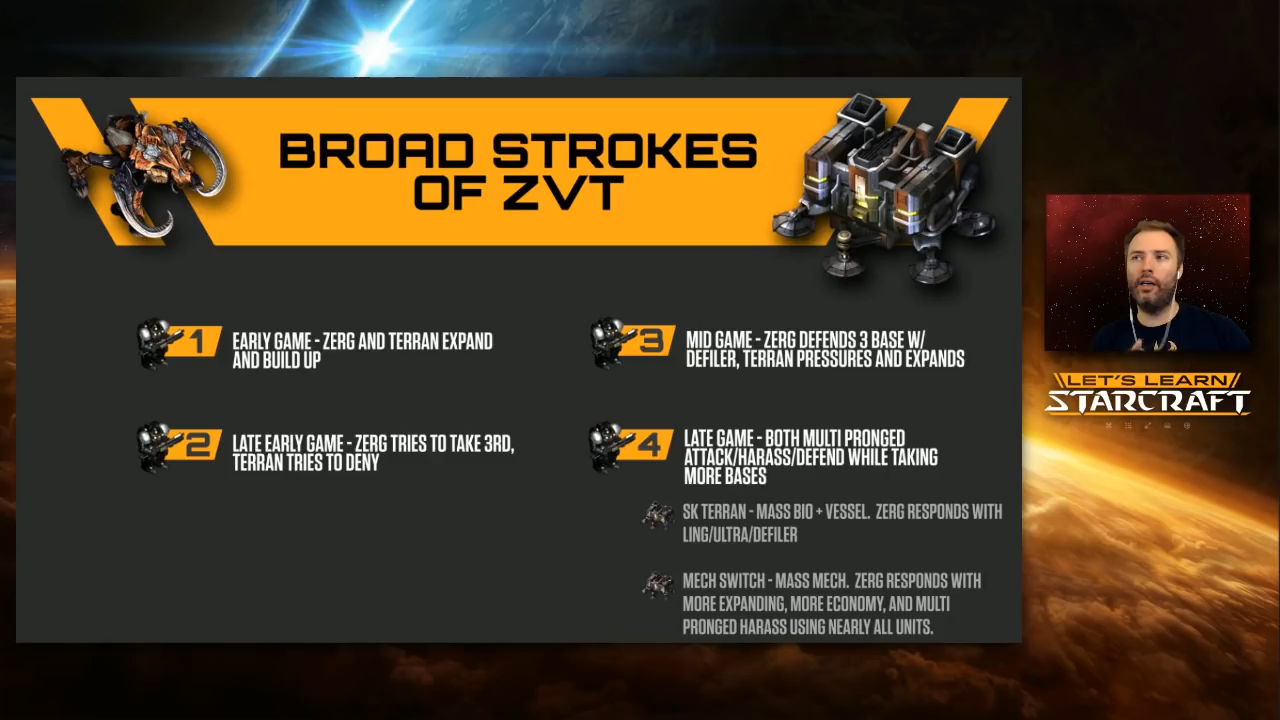 BROAD STROKES
OF ZVT
1 EARLY GAME - ZERG AND TERRAN EXPAND
AND BUILD UP
2 LATE EARLY GAME - ZERG TRIES TO TAKE 3RD,
TERRAN TRIES TO DENY
3 MID GAME - ZERG DEFENDS 3 BASE W/
DEFILER, TERRAN PRESSURES AND EXPANDS
4 LATE GAME - BOTH MULTI PRONGED
ATTACK/HARASS/DEFEND WHILE TAKING
MORE BASES
SK TERRAN - MASS BIO + VESSEL. ZERG RESPONDS WITH
LING/ULTRA/DEFILER
MECH SWITCH - MASS MECH. ZERG RESPONDS WITH
MORE EXPANDING, MORE ECONOMY, AND MULTI
PRONGED HARASS USING NEARLY ALL UNITS.
LET'S LEARN
STARCRAFT